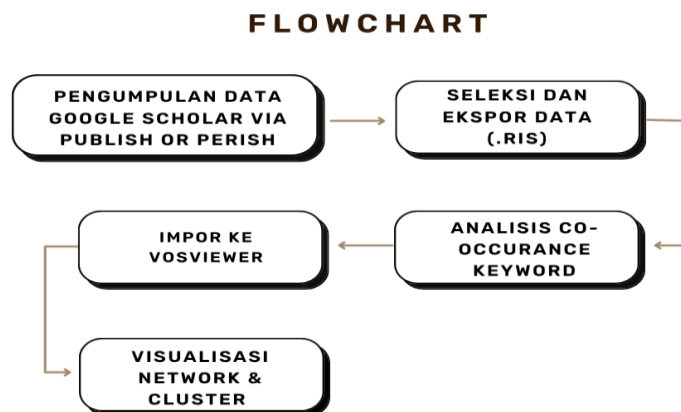 FLOWCHART
PENGUMPULAN DATA
GOOGLE SCHOLAR VIA
PUBLISH OR PERISH
SELEKSI DAN
EKSPOR DATA
(.RIS)
ANALISIS CO-
OCCURANCE
KEYWORD
IMPOR KE
VOSVIEWER
VISUALISASI
NETWORK &
CLUSTER